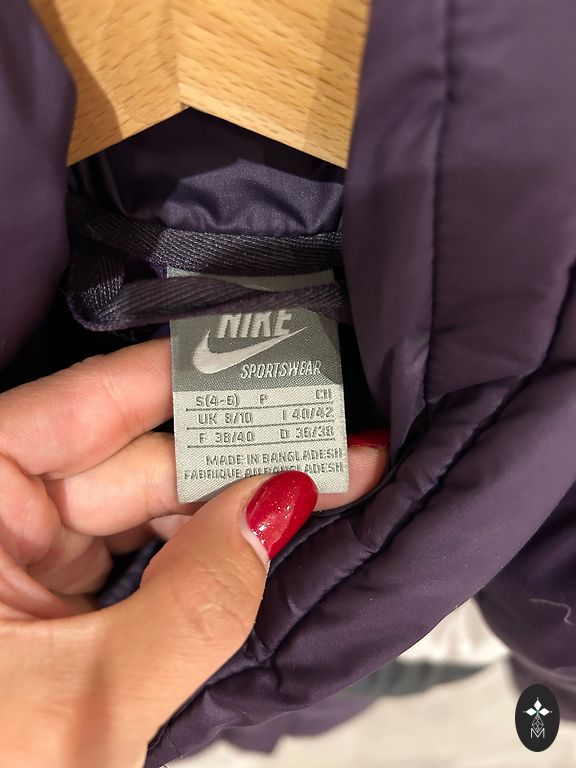 NIKE
SPORTSWEAR
S(4-6) P CH
UK 8/10 I 40/42
F 38/40 D 36/38
MADE IN BANGLADESH
FABRIQUE AU BANGLADESH
M